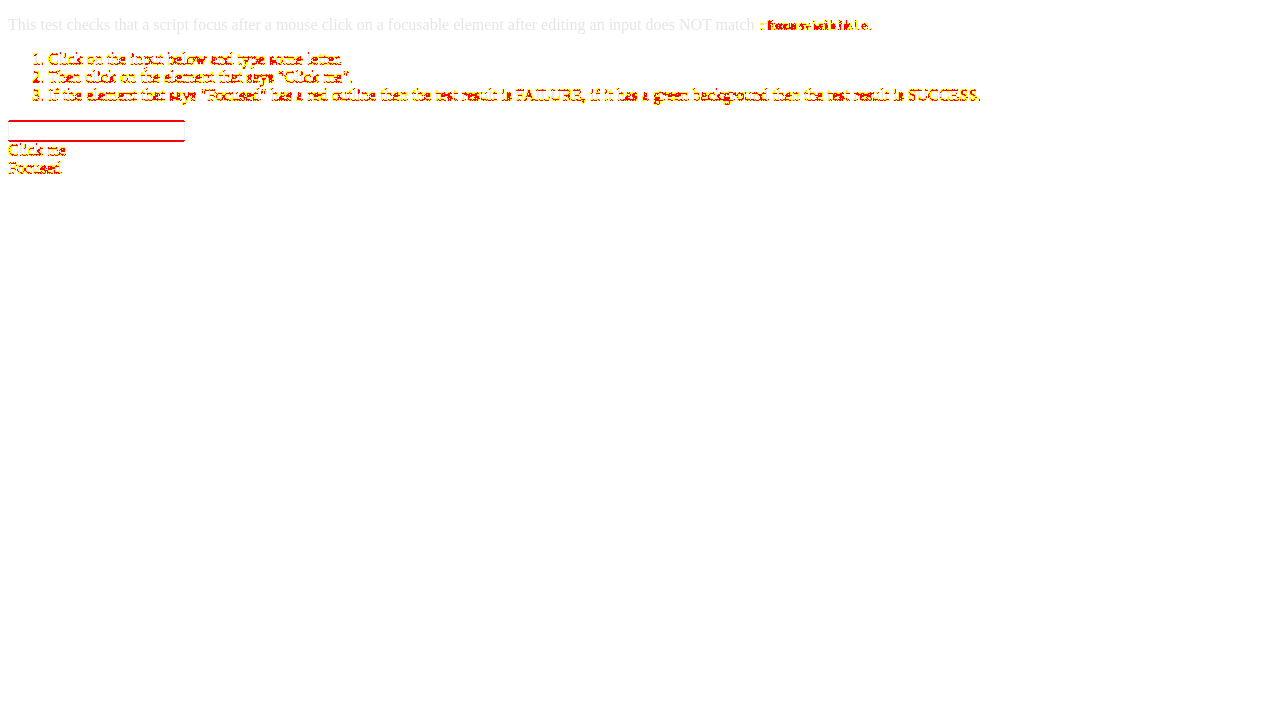 This test checks that a script focus after a mouse click on a focusable element after editing an input does NOT match :focus-visible.
1. Click on the input below and type some letter.
2. Then click on the element that says "Click me".
3. If the element that says "Focused" has a red outline then the test result is FAILURE, if it has a green background then the test result is SUCCESS.
Click me
Focused